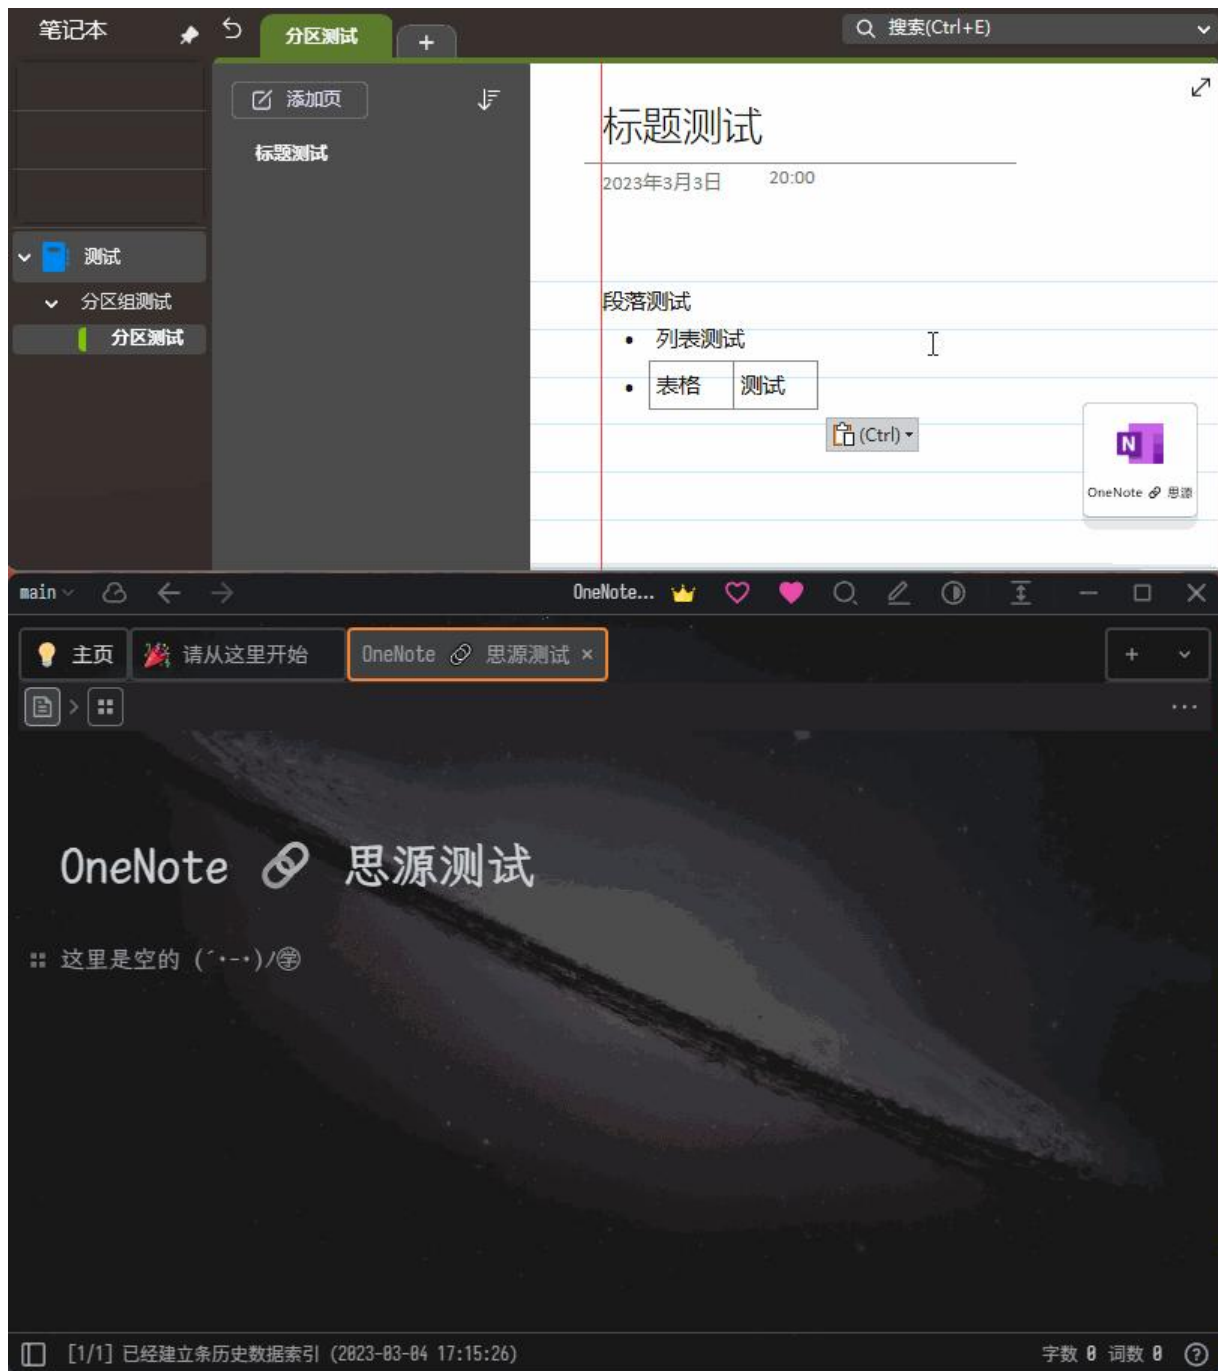 笔记本
分区测试
+
搜索(Ctrl+E)
添加页
标题测试
标题测试
2023年3月3日 20:00
测试
分区组测试
分区测试
段落测试
• 列表测试
• 表格 测试
(Ctrl)
N
OneNote 🔗 思源
main
OneNote...
主页
请从这里开始
OneNote 🔗 思源测试 ×
+
OneNote 🔗 思源测试
这里是空的 (´･-･)/㊫
[1/1] 已经建立条历史数据索引 (2023-03-04 17:15:26)
字数 0 词数 0